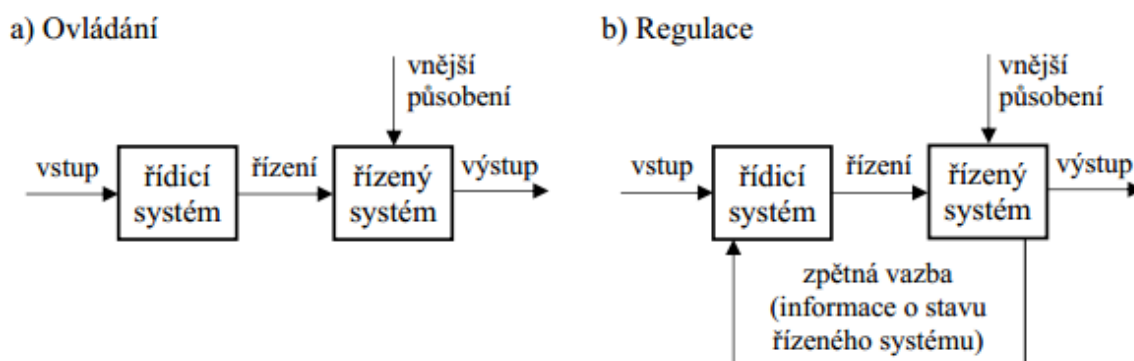 a) Ovládání
vnější
působení
vstup
řídicí
systém
řízení
řízený
systém
výstup
b) Regulace
vnější
působení
vstup
řídicí
systém
řízení
řízený
systém
výstup
zpětná vazba
(informace o stavu
řízeného systému)